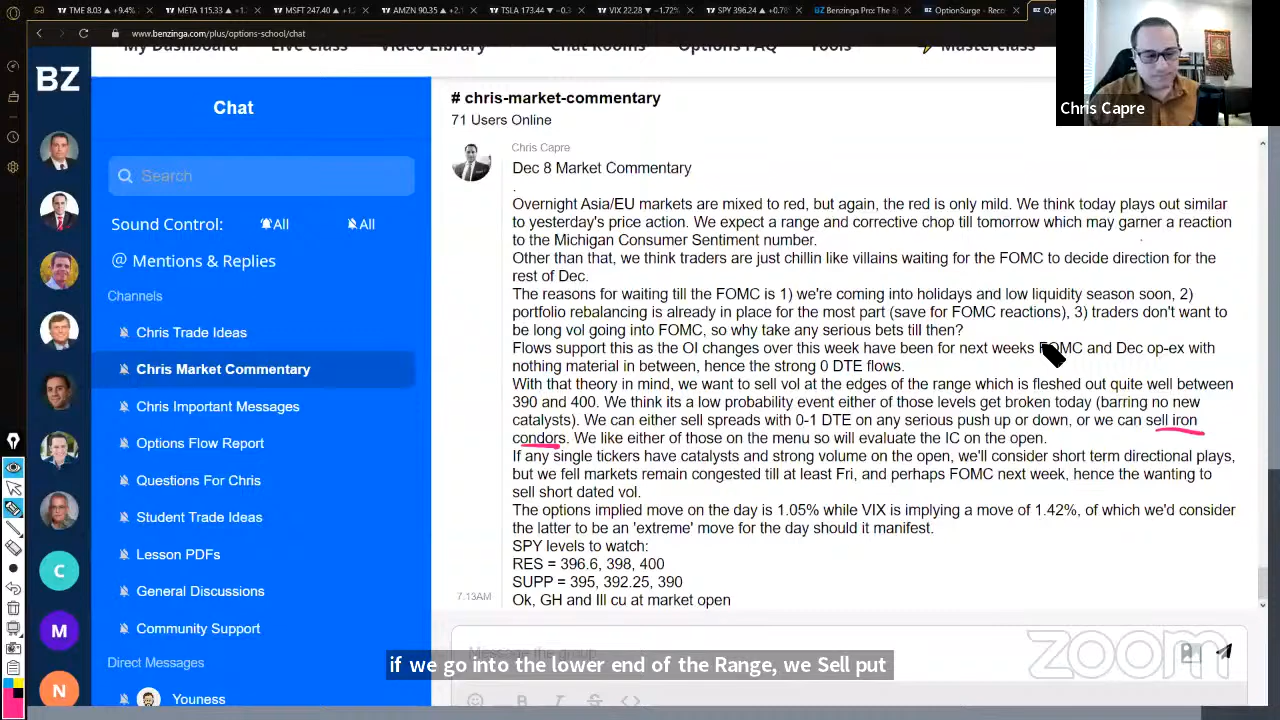 TME 8.03 ▲ +9. META 115.33 ▲ +1. MSFT 247.40 ▲ +1. AMZN 90.35 ▲ +2. TSLA 173.44 ▼ −0. VIX 22.28 ▼ −1.72% SPY 396.24 ▲ +0.78% Benzinga Pro: The B OptionSurge - Reco Opt
www.benzinga.com/plus/options-school/chat
My Dashboard Live Class Video Library Chat Rooms Options FAQ Tools Masterclass
BZ
Chat
Search
Sound Control: All All
@ Mentions & Replies
Channels
Chris Trade Ideas
Chris Market Commentary
Chris Important Messages
Options Flow Report
Questions For Chris
Student Trade Ideas
Lesson PDFs
General Discussions
Community Support
Direct Messages
Youness
C
M
N
# chris-market-commentary
71 Users Online
Chris Capre
Dec 8 Market Commentary
.
Overnight Asia/EU markets are mixed to red, but again, the red is only mild. We think today plays out similar
to yesterday's price action. We expect a range and corrective chop till tomorrow which may garner a reaction
to the Michigan Consumer Sentiment number.
Other than that, we think traders are just chillin like villains waiting for the FOMC to decide direction for the
rest of Dec.
The reasons for waiting till the FOMC is 1) we're coming into holidays and low liquidity season soon, 2)
portfolio rebalancing is already in place for the most part (save for FOMC reactions), 3) traders don't want to
be long vol going into FOMC, so why take any serious bets till then?
Flows support this as the OI changes over this week have been for next weeks FOMC and Dec op-ex with
nothing material in between, hence the strong 0 DTE flows.
With that theory in mind, we want to sell vol at the edges of the range which is fleshed out quite well between
390 and 400. We think its a low probability event either of those levels get broken today (barring no new
catalysts). We can either sell spreads with 0-1 DTE on any serious push up or down, or we can sell iron
condors. We like either of those on the menu so will evaluate the IC on the open.
If any single tickers have catalysts and strong volume on the open, we'll consider short term directional plays,
but we fell markets remain congested till at least Fri, and perhaps FOMC next week, hence the wanting to
sell short dated vol.
The options implied move on the day is 1.05% while VIX is implying a move of 1.42%, of which we'd consider
the latter to be an 'extreme' move for the day should it manifest.
SPY levels to watch:
RES = 396.6, 398, 400
SUPP = 395, 392.25, 390
7.13AM Ok, GH and Ill cu at market open
Message the group
if we go into the lower end of the Range, we Sell put
zoom
Chris Capre